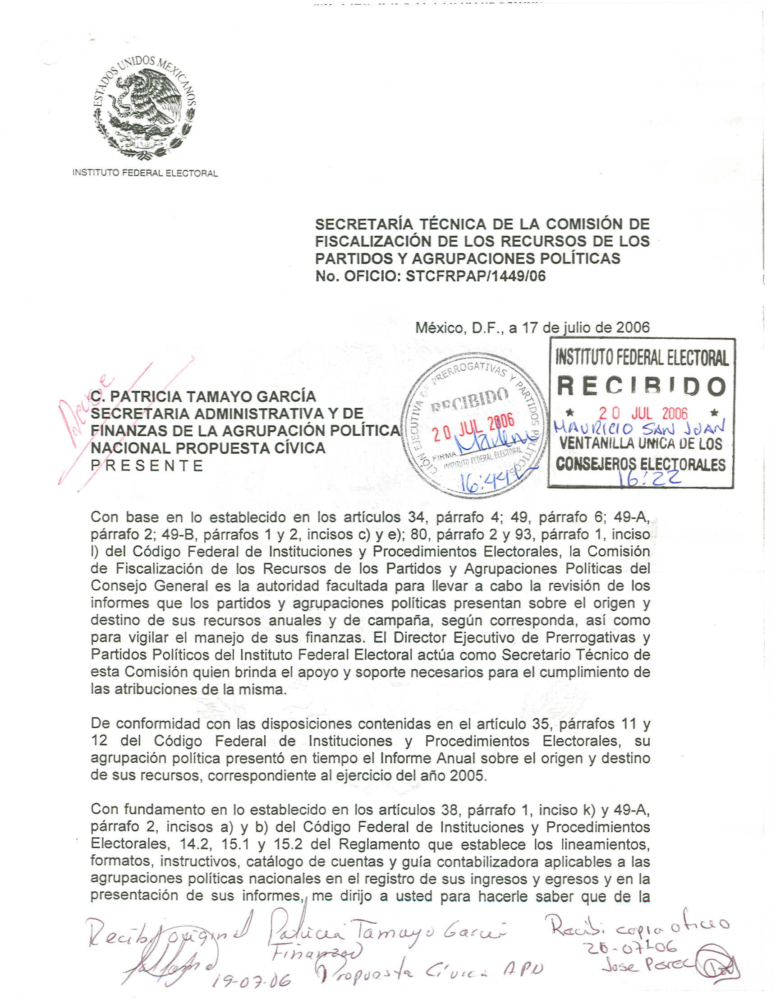 ESTADOS UNIDOS MEXICANOS
INSTITUTO FEDERAL ELECTORAL
SECRETARÍA TÉCNICA DE LA COMISIÓN DE
FISCALIZACIÓN DE LOS RECURSOS DE LOS
PARTIDOS Y AGRUPACIONES POLÍTICAS
No. OFICIO: STCFRPAP/1449/06
México, D.F., a 17 de julio de 2006
INSTITUTO FEDERAL ELECTORAL
RECIBIDO
* 20 JUL 2006 *
MAURICIO SAN JUAN
VENTANILLA UNICA DE LOS
CONSEJEROS ELECTORALES
16:22
CIÓN EJECUTIVA DE PRERROGATIVAS Y PARTIDOS POLÍTICOS
RECIBIDO
20 JUL 2006
FIRMA
INSTITUTO FEDERAL ELECTORAL
16:44
Acuse
C. PATRICIA TAMAYO GARCÍA
SECRETARIA ADMINISTRATIVA Y DE
FINANZAS DE LA AGRUPACIÓN POLÍTICA
NACIONAL PROPUESTA CÍVICA
P R E S E N T E
Con base en lo establecido en los artículos 34, párrafo 4; 49, párrafo 6; 49-A,
párrafo 2; 49-B, párrafos 1 y 2, incisos c) y e); 80, párrafo 2 y 93, párrafo 1, inciso
l) del Código Federal de Instituciones y Procedimientos Electorales, la Comisión
de Fiscalización de los Recursos de los Partidos y Agrupaciones Políticas del
Consejo General es la autoridad facultada para llevar a cabo la revisión de los
informes que los partidos y agrupaciones políticas presentan sobre el origen y
destino de sus recursos anuales y de campaña, según corresponda, así como
para vigilar el manejo de sus finanzas. El Director Ejecutivo de Prerrogativas y
Partidos Políticos del Instituto Federal Electoral actúa como Secretario Técnico de
esta Comisión quien brinda el apoyo y soporte necesarios para el cumplimiento de
las atribuciones de la misma.
De conformidad con las disposiciones contenidas en el artículo 35, párrafos 11 y
12 del Código Federal de Instituciones y Procedimientos Electorales, su
agrupación política presentó en tiempo el Informe Anual sobre el origen y destino
de sus recursos, correspondiente al ejercicio del año 2005.
Con fundamento en lo establecido en los artículos 38, párrafo 1, inciso k) y 49-A,
párrafo 2, incisos a) y b) del Código Federal de Instituciones y Procedimientos
Electorales, 14.2, 15.1 y 15.2 del Reglamento que establece los lineamientos,
formatos, instructivos, catálogo de cuentas y guía contabilizadora aplicables a las
agrupaciones políticas nacionales en el registro de sus ingresos y egresos y en la
presentación de sus informes, me dirijo a usted para hacerle saber que de la
Recibí original Patricia Tamayo Garcí
Finanzas
19-07-06 Propuesta Cívica APN
Recibi copia oficio
20-07-06
Jose Perez